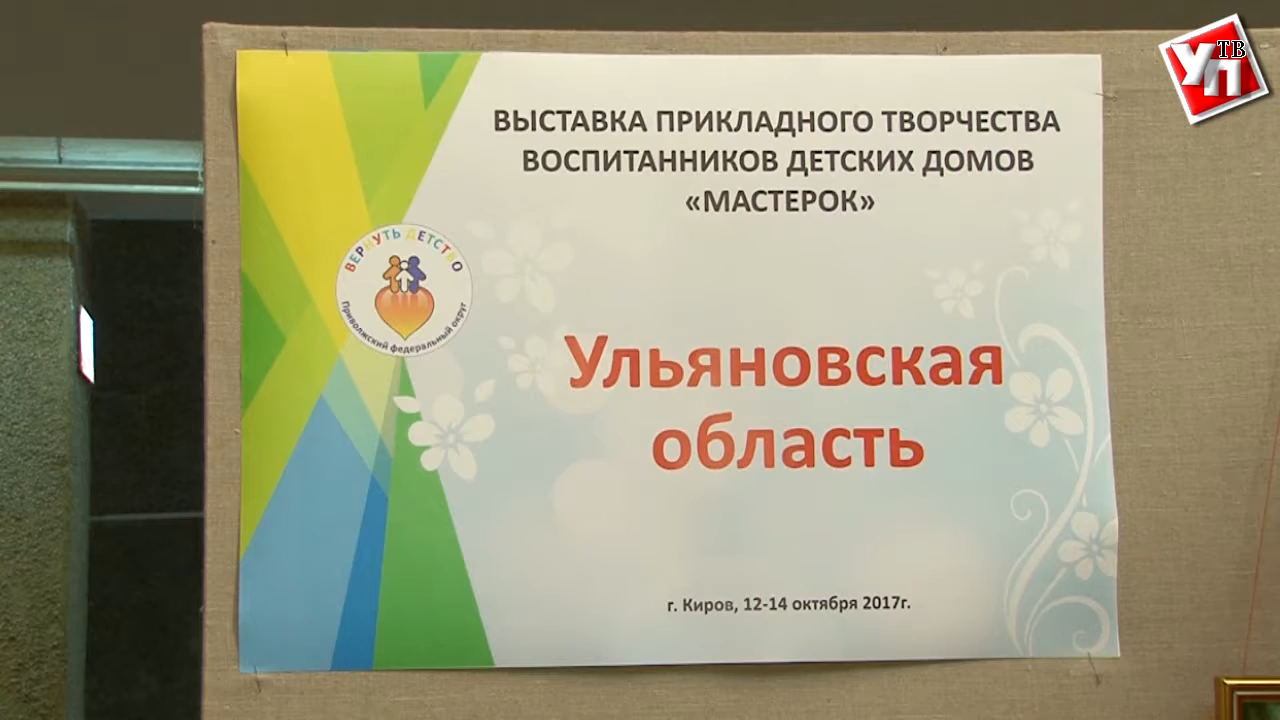 УП ТВ
ВЫСТАВКА ПРИКЛАДНОГО ТВОРЧЕСТВА
ВОСПИТАННИКОВ ДЕТСКИХ ДОМОВ
«МАСТЕРОК»
ВЕРНУТЬ ДЕТСТВО
Приволжский федеральный округ
Ульяновская
область
г. Киров, 12-14 октября 2017г.